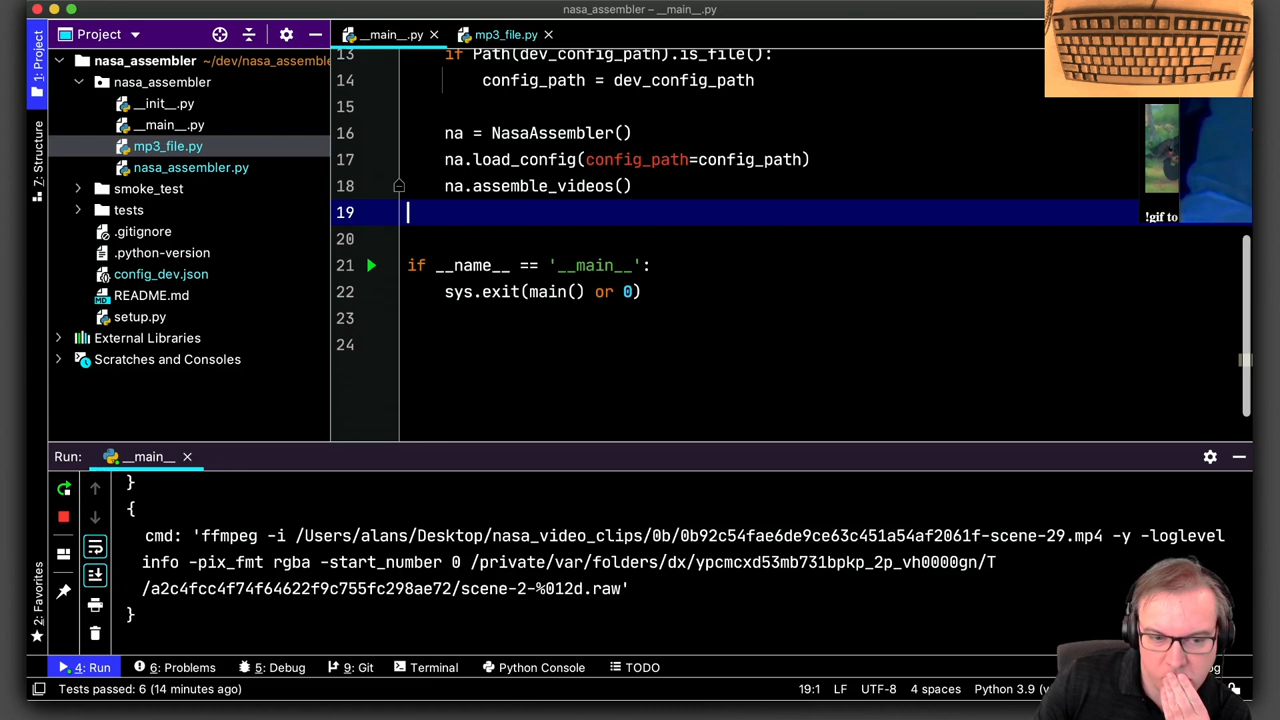 nasa_assembler – __main__.py
Project
__main__.py
mp3_file.py
1: Project
7: Structure
2: Favorites
nasa_assembler ~/dev/nasa_assemble
nasa_assembler
__init__.py
__main__.py
mp3_file.py
nasa_assembler.py
smoke_test
tests
.gitignore
.python-version
config_dev.json
README.md
setup.py
External Libraries
Scratches and Consoles
13 if Path(dev_config_path).is_file():
14 config_path = dev_config_path
15
16 na = NasaAssembler()
17 na.load_config(config_path=config_path)
18 na.assemble_videos()
19
20
21 if __name__ == '__main__':
22 sys.exit(main() or 0)
23
24
!gif to
Run: __main__
}
{
cmd: 'ffmpeg -i /Users/alans/Desktop/nasa_video_clips/0b/0b92c54fae6de9ce63c451a54af2061f-scene-29.mp4 -y -loglevel
info -pix_fmt rgba -start_number 0 /private/var/folders/dx/ypcmcxd53mb731bpkp_2p_vh0000gn/T
/a2c4fcc4f74f64622f9c755fc298ae72/scene-2-%012d.raw'
}
4: Run
6: Problems
5: Debug
9: Git
Terminal
Python Console
TODO
Tests passed: 6 (14 minutes ago)
19:1
LF
UTF-8
4 spaces
Python 3.9